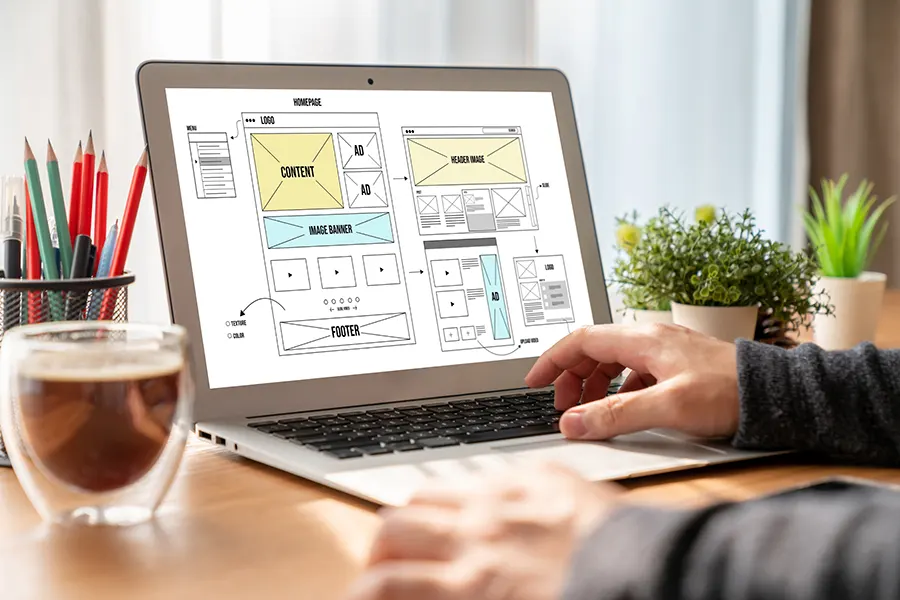 HOMEPAGE
MENU
LOGO
CONTENT
AD
AD
IMAGE BANNER
TEXTURE
COLOR
FOOTER
HEADER IMAGE
AD
LOGO
UPLOAD VIDEO